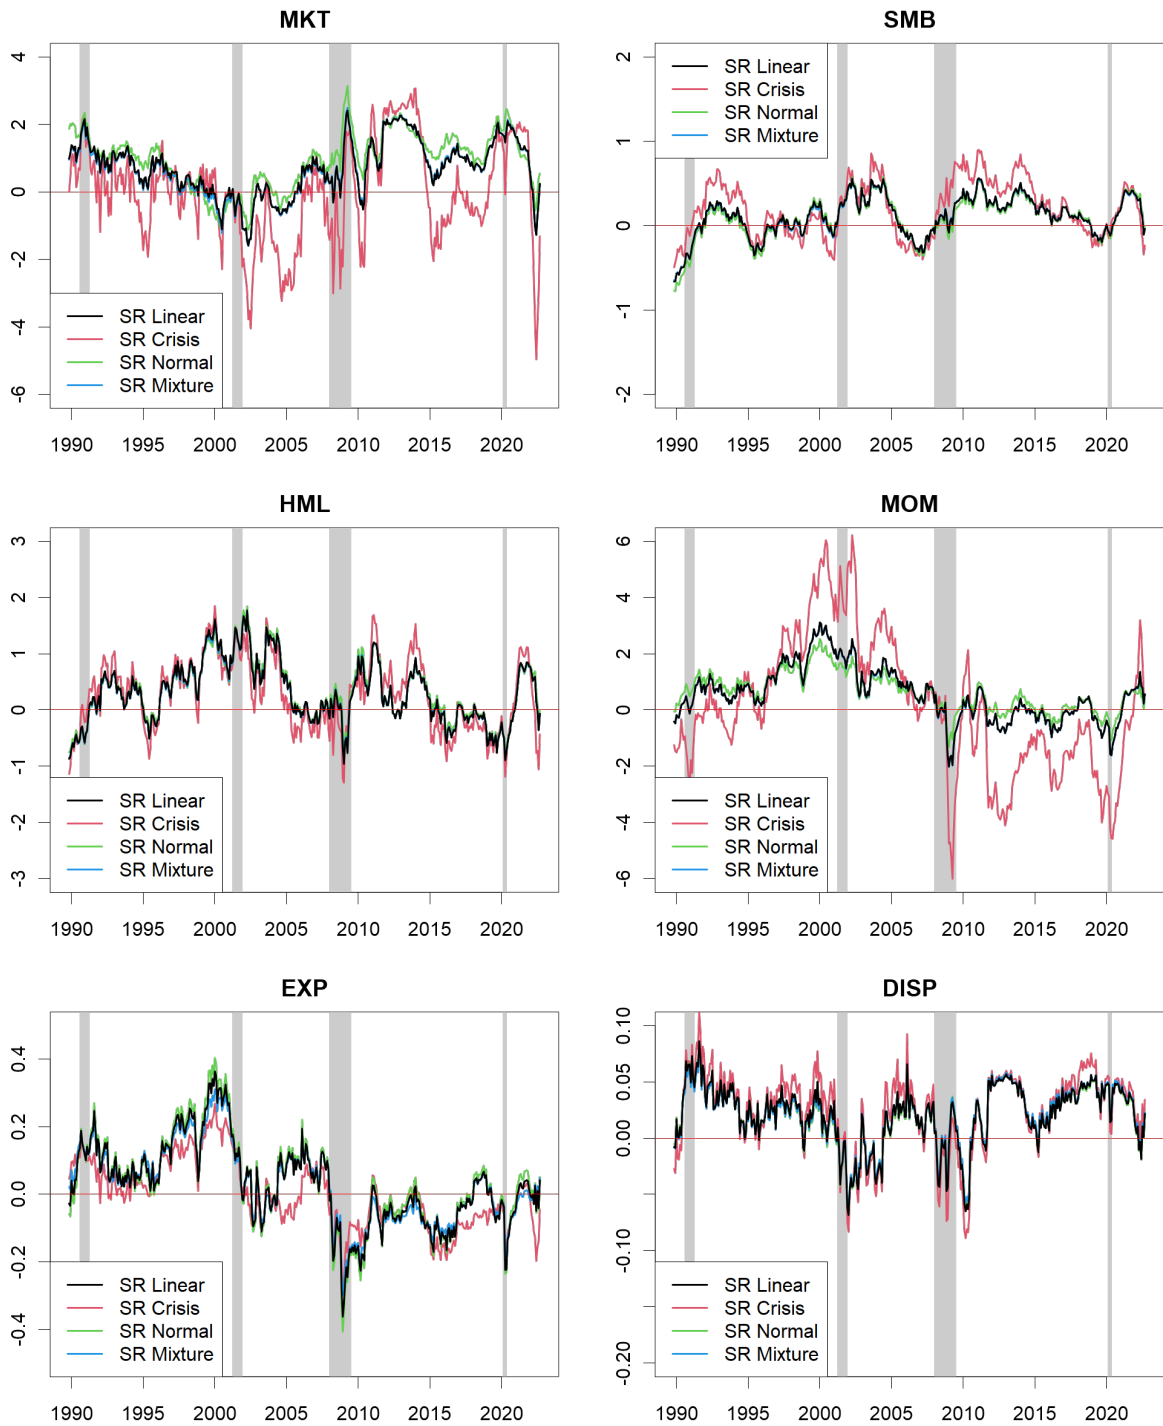 MKT
4
2
0
-2
-4
-6
SR Linear
SR Crisis
SR Normal
SR Mixture
1990 1995 2000 2005 2010 2015 2020
SMB
2
1
0
-1
-2
SR Linear
SR Crisis
SR Normal
SR Mixture
1990 1995 2000 2005 2010 2015 2020
HML
3
2
1
0
-1
-2
-3
SR Linear
SR Crisis
SR Normal
SR Mixture
1990 1995 2000 2005 2010 2015 2020
MOM
6
4
2
0
-2
-4
-6
SR Linear
SR Crisis
SR Normal
SR Mixture
1990 1995 2000 2005 2010 2015 2020
EXP
0.4
0.2
0.0
-0.2
-0.4
SR Linear
SR Crisis
SR Normal
SR Mixture
1990 1995 2000 2005 2010 2015 2020
DISP
0.10
0.05
0.00
-0.10
-0.20
SR Linear
SR Crisis
SR Normal
SR Mixture
1990 1995 2000 2005 2010 2015 2020